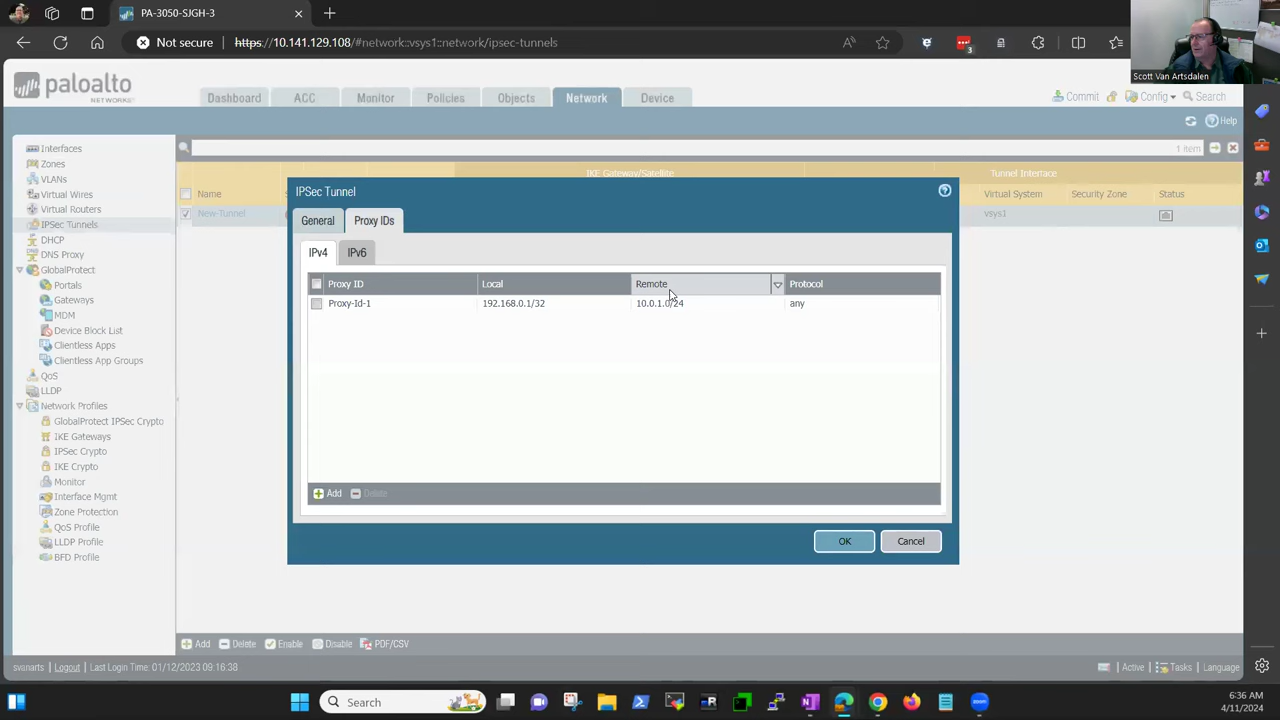 PA-3050-SJGH-3
Not secure
https://10.141.129.108/#network::vsys1::network/ipsec-tunnels
3
Scott Van Artsdalen
paloalto
NETWORKS
Dashboard
ACC
Monitor
Policies
Objects
Network
Device
Commit
Config
Search
Help
1 item
Interfaces
Zones
VLANs
Virtual Wires
Virtual Routers
IPSec Tunnels
DHCP
DNS Proxy
GlobalProtect
Portals
Gateways
MDM
Device Block List
Clientless Apps
Clientless App Groups
QoS
LLDP
Network Profiles
GlobalProtect IPSec Crypto
IKE Gateways
IPSec Crypto
IKE Crypto
Monitor
Interface Mgmt
Zone Protection
QoS Profile
LLDP Profile
BFD Profile
IKE Gateway/Satellite
Tunnel Interface
Name
Virtual System
Security Zone
Status
New-Tunnel
vsys1
IPSec Tunnel
General
Proxy IDs
IPv4
IPv6
Proxy ID
Local
Remote
Protocol
Proxy-Id-1
192.168.0.1/32
10.0.1.0/24
any
Add
Delete
OK
Cancel
Add
Delete
Enable
Disable
PDF/CSV
svanarts
Logout
Last Login Time: 01/12/2023 09:16:38
Active
Tasks
Language
Search
6:36 AM
4/11/2024